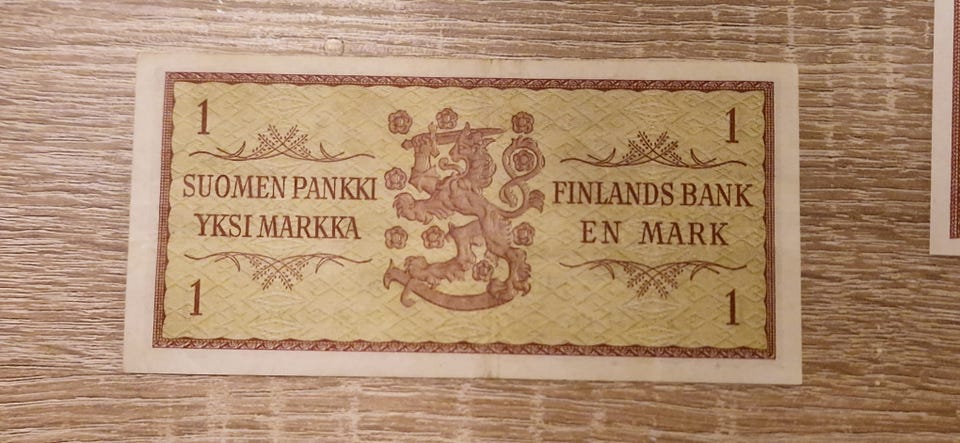 1 1
SUOMEN PANKKI FINLANDS BANK
YKSI MARKKA EN MARK
1 1